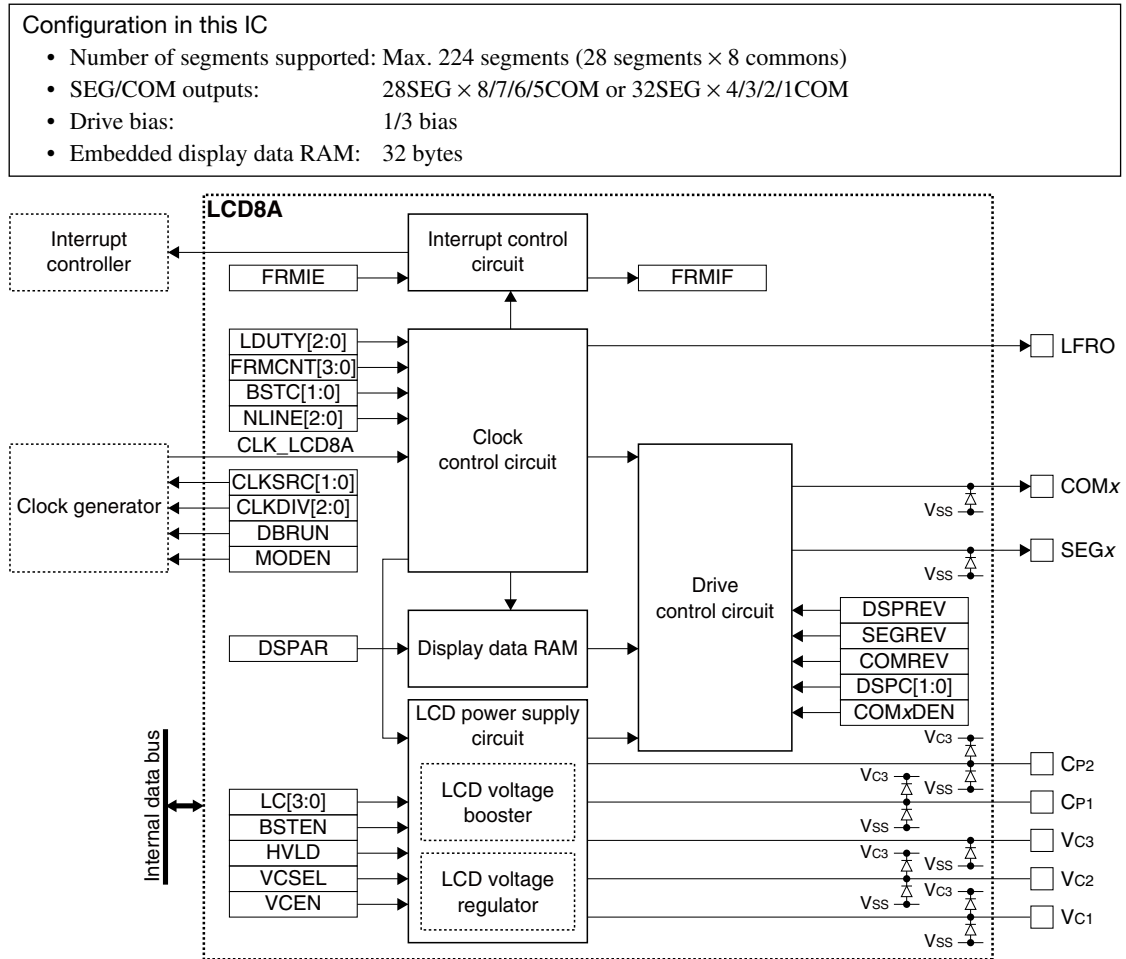 Configuration in this IC
• Number of segments supported: Max. 224 segments (28 segments × 8 commons)
• SEG/COM outputs: 28SEG × 8/7/6/5COM or 32SEG × 4/3/2/1COM
• Drive bias: 1/3 bias
• Embedded display data RAM: 32 bytes
LCD8A
Interrupt
controller
Interrupt control
circuit
FRMIE
FRMIF
LDUTY[2:0]
FRMCNT[3:0]
BSTC[1:0]
NLINE[2:0]
CLK_LCD8A
Clock
control circuit
LFRO
Clock generator
CLKSRC[1:0]
CLKDIV[2:0]
DBRUN
MODEN
COMx
VSS
SEGx
VSS
Drive
control circuit
DSPREV
SEGREV
COMREV
DSPC[1:0]
COMxDEN
DSPAR
Display data RAM
LCD power supply
circuit
LCD voltage
booster
LCD voltage
regulator
Internal data bus
LC[3:0]
BSTEN
HVLD
VCSEL
VCEN
VC3
CP2
VSS
VC3
CP1
VSS
VC3
VSS
VC3
VC2
VSS
VC3
VC1
VSS